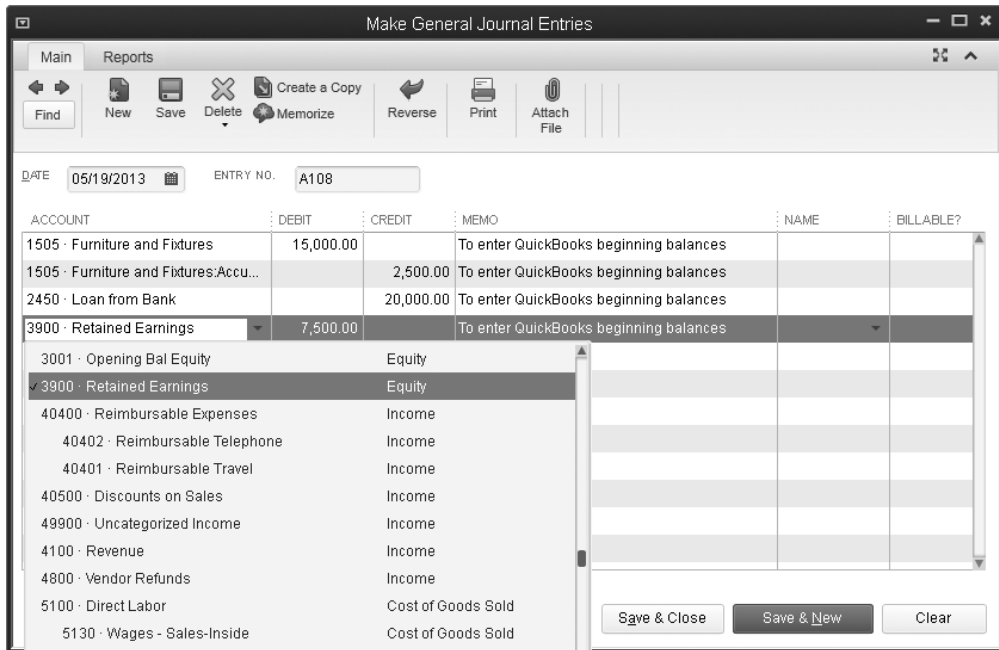 Make General Journal Entries
Main Reports
Find New Save Delete Create a Copy Memorize Reverse Print Attach File
DATE 05/19/2013 ENTRY NO. A108
ACCOUNT DEBIT CREDIT MEMO NAME BILLABLE?
1505 · Furniture and Fixtures 15,000.00 To enter QuickBooks beginning balances
1505 · Furniture and Fixtures:Accu... 2,500.00 To enter QuickBooks beginning balances
2450 · Loan from Bank 20,000.00 To enter QuickBooks beginning balances
3900 · Retained Earnings 7,500.00 To enter QuickBooks beginning balances
3001 · Opening Bal Equity Equity
3900 · Retained Earnings Equity
40400 · Reimbursable Expenses Income
40402 · Reimbursable Telephone Income
40401 · Reimbursable Travel Income
40500 · Discounts on Sales Income
49900 · Uncategorized Income Income
4100 · Revenue Income
4800 · Vendor Refunds Income
5100 · Direct Labor Cost of Goods Sold
5130 · Wages - Sales-Inside Cost of Goods Sold
Save & Close Save & New Clear